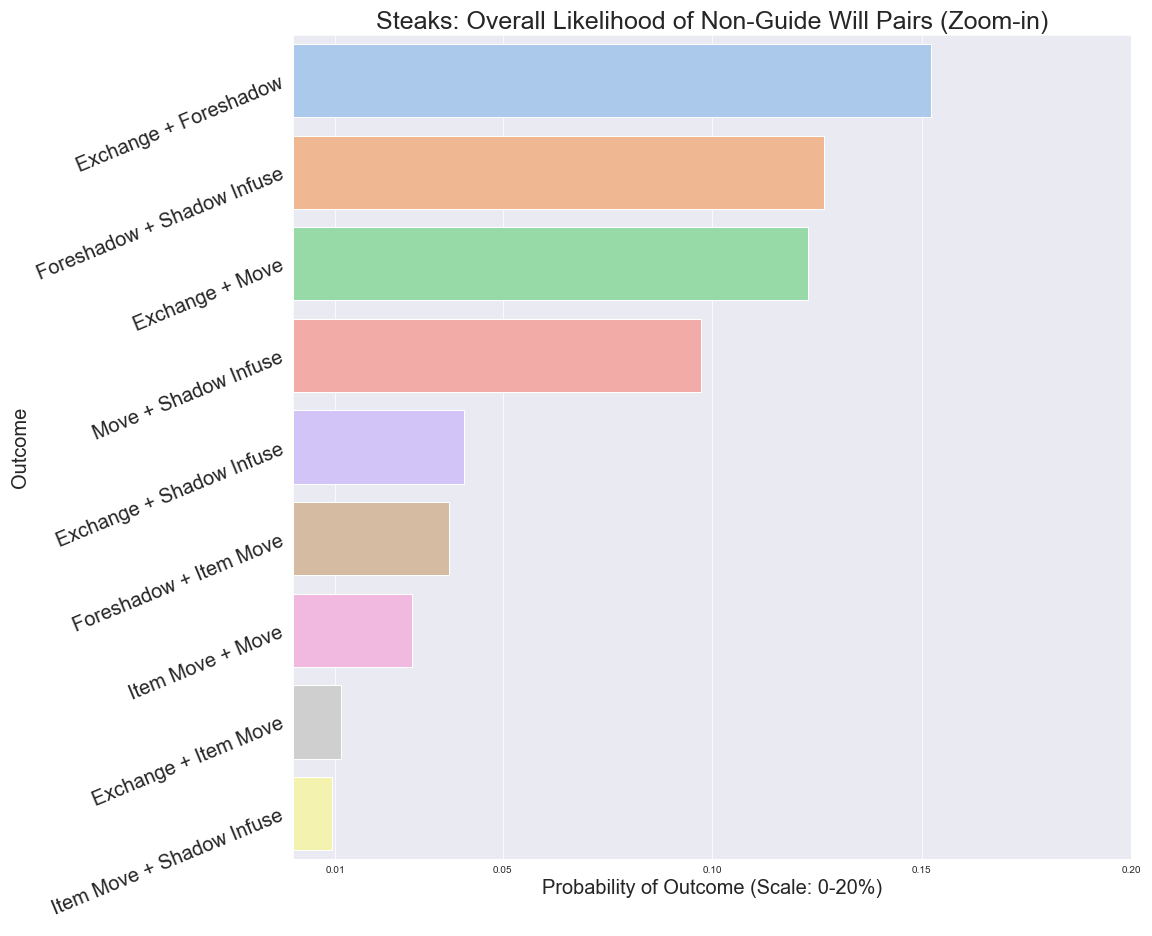 Steaks: Overall Likelihood of Non-Guide Will Pairs (Zoom-in)
Exchange + Foreshadow
Foreshadow + Shadow Infuse
Exchange + Move
Move + Shadow Infuse
Exchange + Shadow Infuse
Foreshadow + Item Move
Item Move + Move
Exchange + Item Move
Item Move + Shadow Infuse
Outcome
0.01 0.05 0.10 0.15 0.20
Probability of Outcome (Scale: 0-20%)